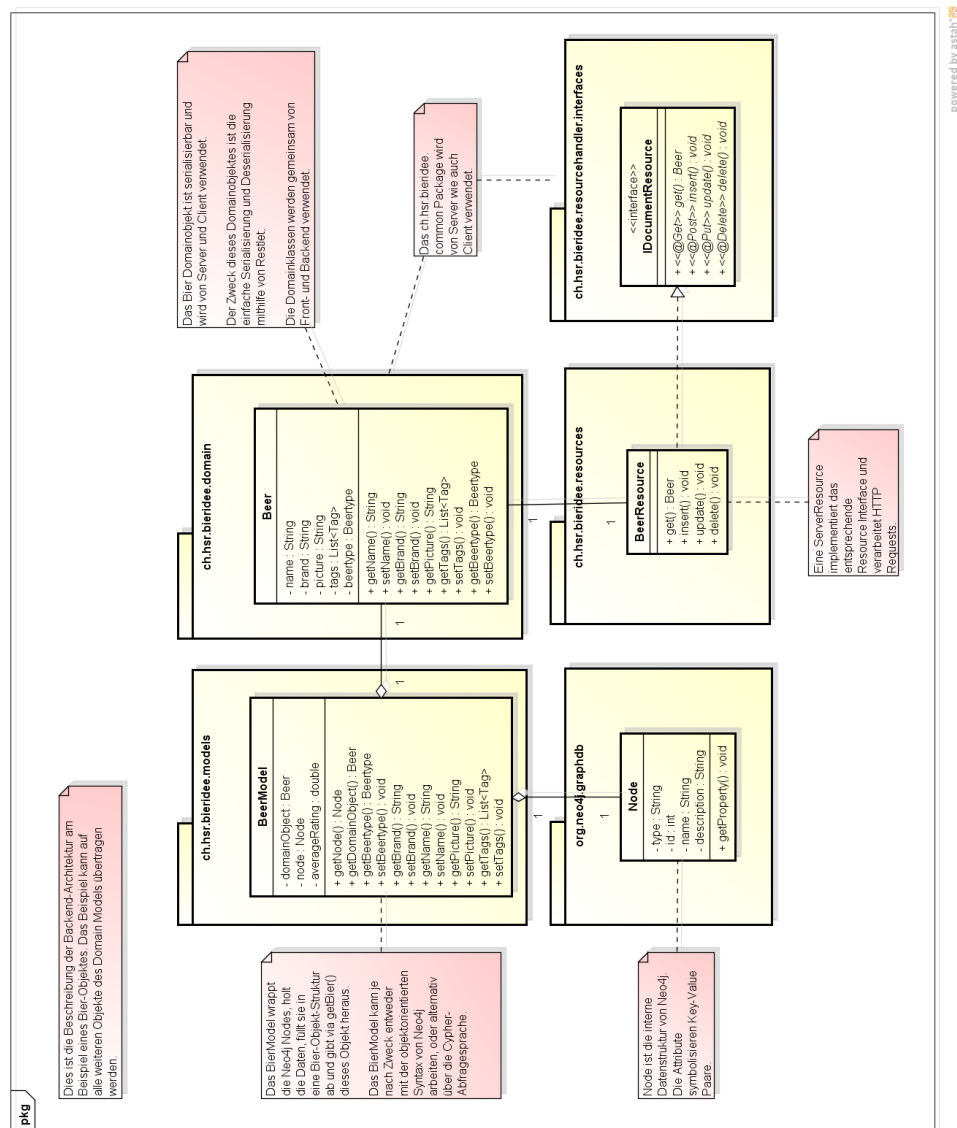 pkg
Dies ist die Beschreibung der Backend-Architektur am
Beispiel eines Bier-Objektes. Das Beispiel kann auf
alle weiteren Objekte des Domain Models übertragen
werden.
Das BierModel wrappt
die Neo4j Nodes, holt
die Daten, füllt sie in
eine Bier-Objekt-Struktur
ab und gibt via getBier()
dieses Objekt heraus.
Das BierModel kann je
nach Zweck entweder
mit der objektorientierten
Syntax von Neo4j
arbeiten, oder alternativ
über die Cypher-
Abfragesprache.
ch.hsr.bieridee.models
BeerModel
- domainObject : Beer
- node : Node
- averageRating : double
+ getNode() : Node
+ getDomainObject() : Beer
+ getBeertype() : Beertype
+ setBeertype() : void
+ getBrand() : String
+ setBrand() : void
+ getName() : String
+ setName() : void
+ getPicture() : String
+ setPicture() : void
+ getTags() : List<Tag>
+ setTags() : void
1
1
ch.hsr.bieridee.domain
Beer
- name : String
- brand : String
- picture : String
- tags : List<Tag>
- beertype : Beertype
+ getName() : String
+ setName() : void
+ getBrand() : String
+ setBrand() : void
+ getPicture() : String
+ getTags() : List<Tag>
+ setTags() : void
+ getBeertype() : Beertype
+ setBeertype() : void
Das Bier Domainobjekt ist serialisierbar und
wird von Server und Client verwendet.
Der Zweck dieses Domainobjektes ist die
einfache Serialisierung und Deserialisierung
mithilfe von Restlet.
Die Domainklassen werden gemeinsam von
Front- und Backend verwendet.
Das ch.hsr.bieridee.
common Package wird
von Server wie auch
Client verwendet.
1
1
1
1
Node ist die interne
Datenstruktur von Neo4j.
Die Attribute
symbolisieren Key-Value
Paare.
org.neo4j.graphdb
Node
- type : String
- id : int
- name : String
- description : String
+ getProperty() : void
ch.hsr.bieridee.resources
BeerResource
+ get() : Beer
+ insert() : void
+ update() : void
+ delete() : void
ch.hsr.bieridee.resourcehandler.interfaces
<<interface>>
IDocumentResource
+ <<@Get>> get() : Beer
+ <<@Post>> insert() : void
+ <<@Put>> update() : void
+ <<@Delete>> delete() : void
Eine ServerResource
implementiert das
entsprechende
Resource Interface und
verarbeitet HTTP
Requests.
powered by astah*